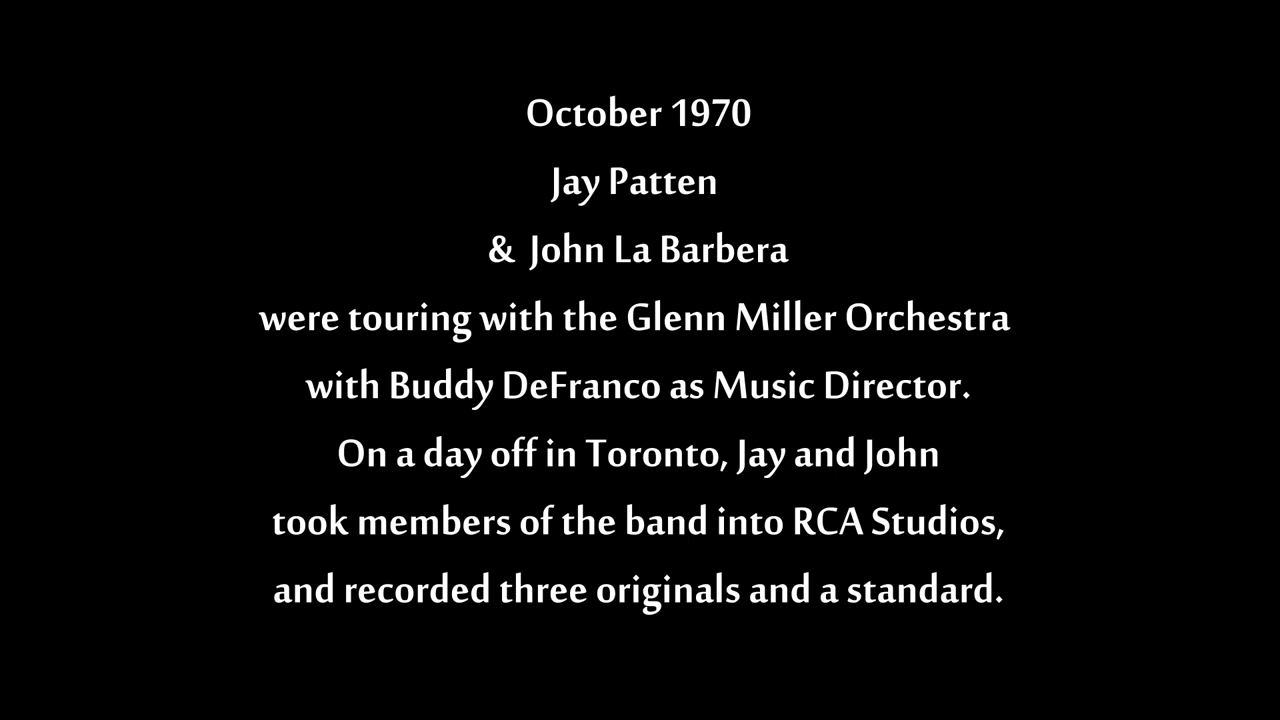 October 1970
Jay Patten
& John La Barbera
were touring with the Glenn Miller Orchestra
with Buddy DeFranco as Music Director.
On a day off in Toronto, Jay and John
took members of the band into RCA Studios,
and recorded three originals and a standard.